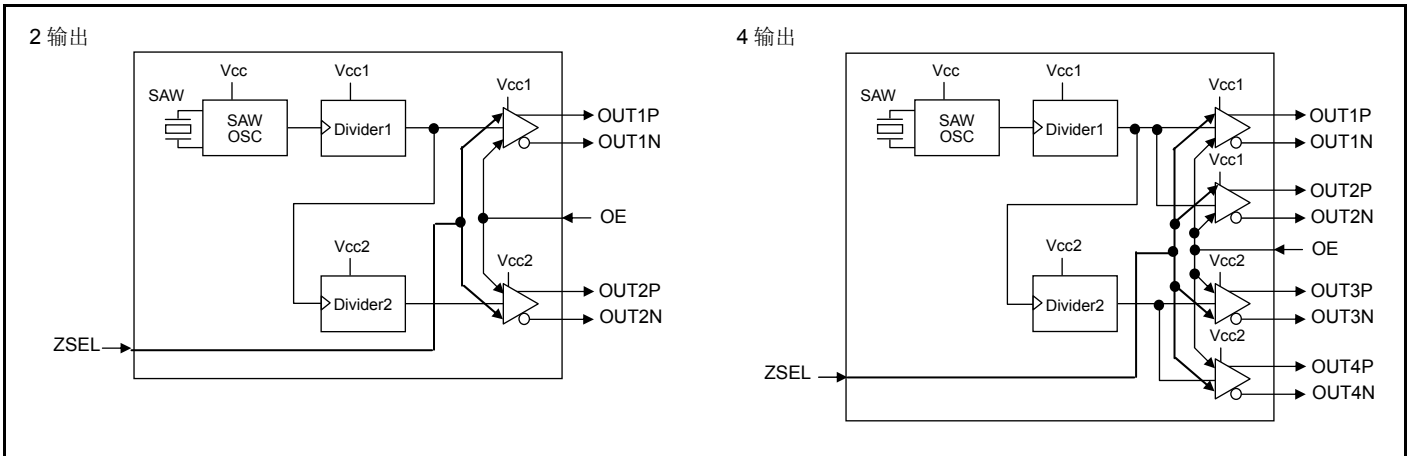 2 输出
Vcc
Vcc1
Vcc1
SAW
SAW
OSC
Divider1
OUT1P
OUT1N
OE
Vcc2
Vcc2
Divider2
OUT2P
OUT2N
ZSEL
4 输出
Vcc
Vcc1
Vcc1
SAW
SAW
OSC
Divider1
OUT1P
OUT1N
Vcc1
OUT2P
OUT2N
OE
Vcc2
Vcc2
Divider2
OUT3P
OUT3N
Vcc2
OUT4P
OUT4N
ZSEL